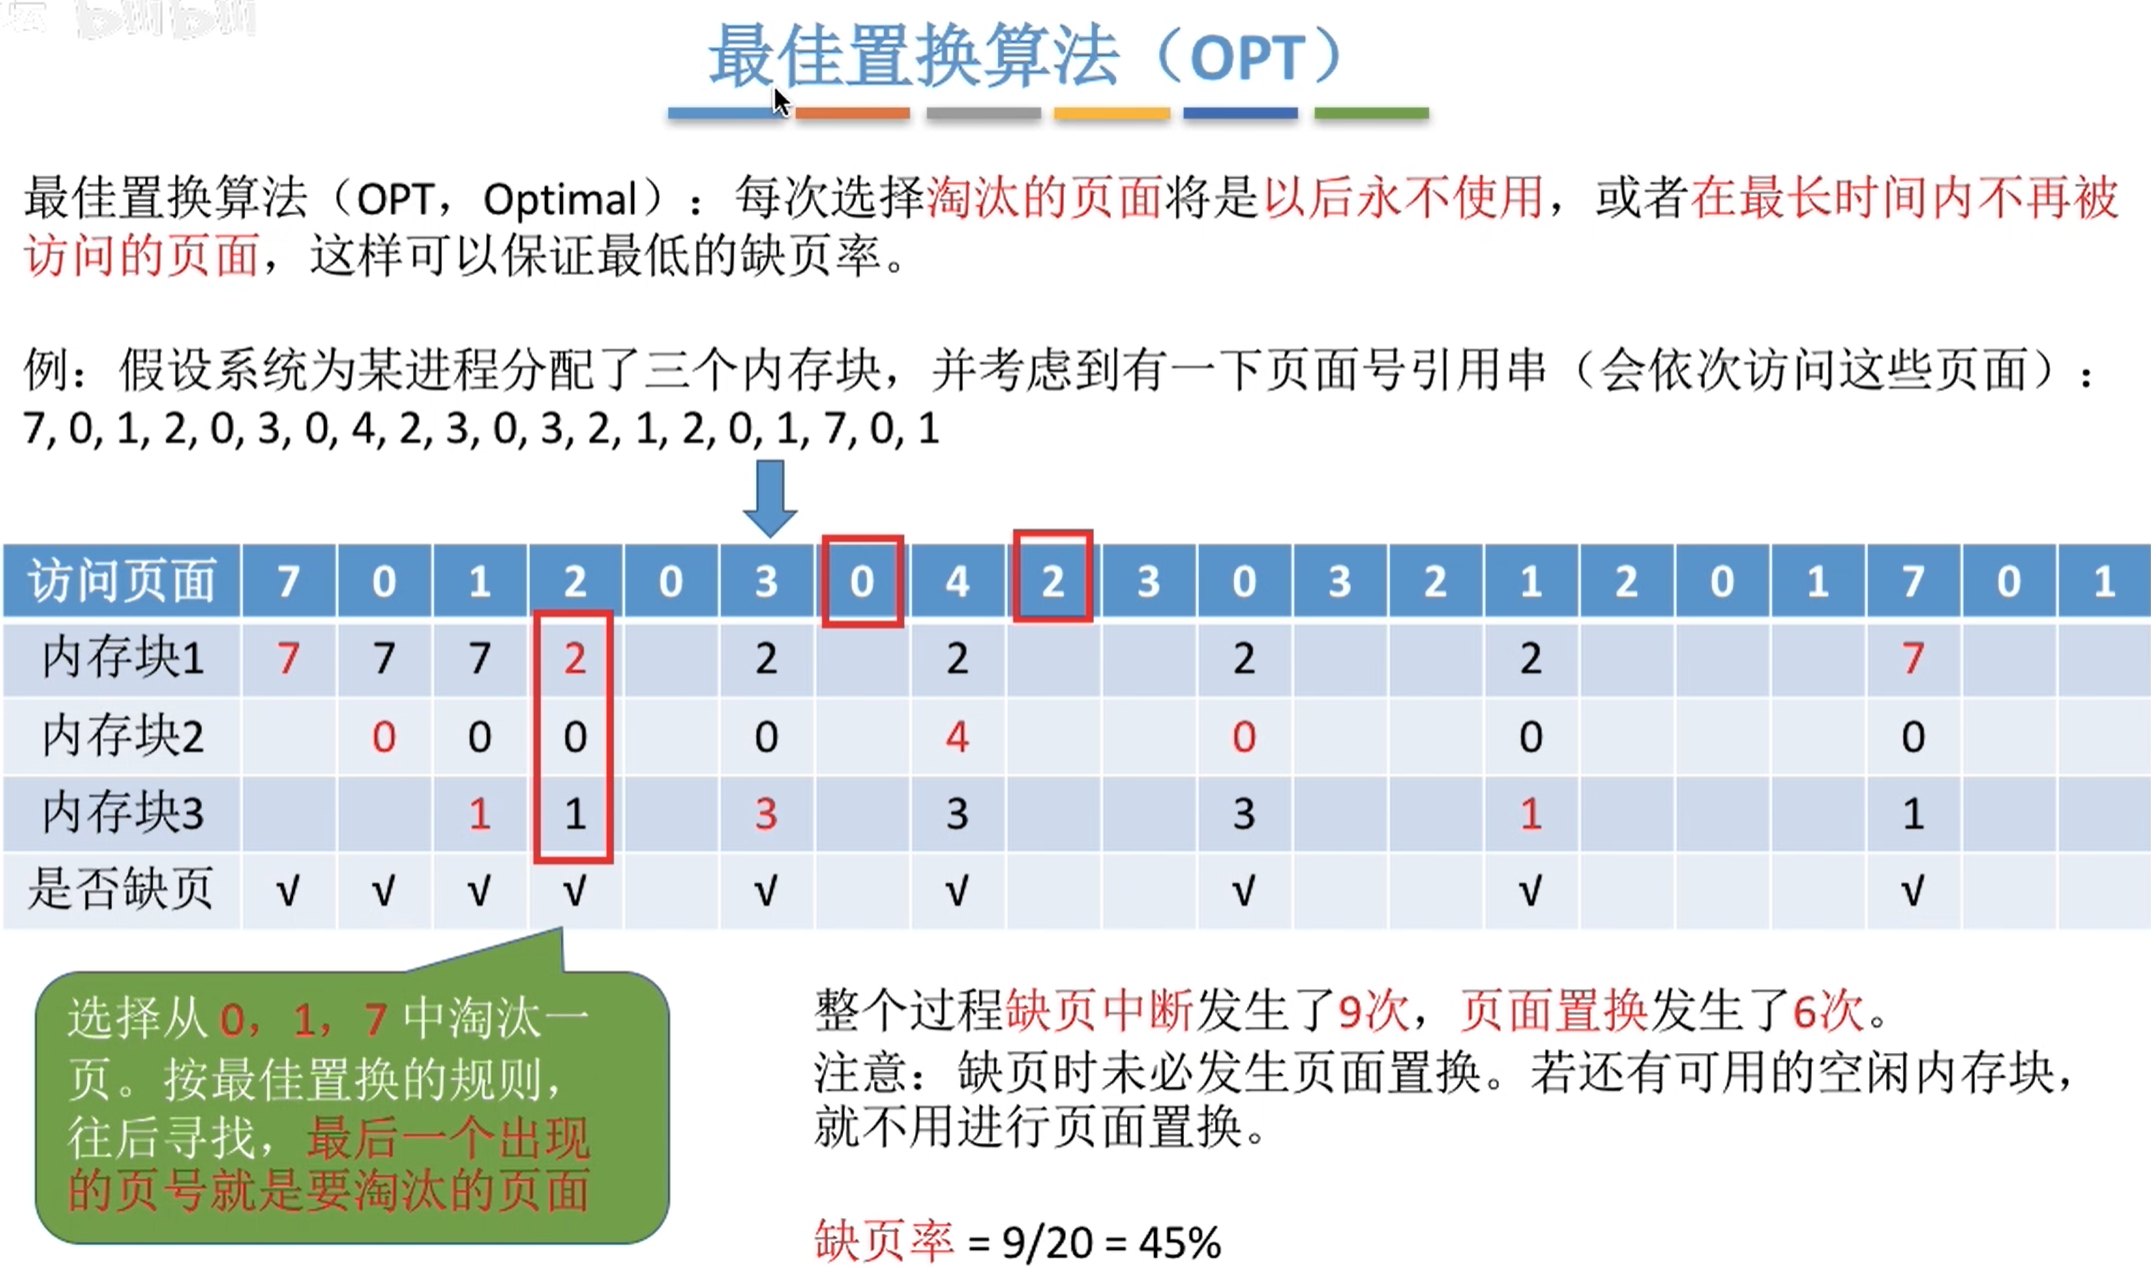 最佳置换算法（OPT）
最佳置换算法（OPT，Optimal）：每次选择淘汰的页面将是以后永不使用，或者在最长时间内不再被
访问的页面，这样可以保证最低的缺页率。
例：假设系统为某进程分配了三个内存块，并考虑到有一下页面号引用串（会依次访问这些页面）：
7, 0, 1, 2, 0, 3, 0, 4, 2, 3, 0, 3, 2, 1, 2, 0, 1, 7, 0, 1
访问页面 7 0 1 2 0 3 0 4 2 3 0 3 2 1 2 0 1 7 0 1
内存块1 7 7 7 2 2 2 2 2 7
内存块2 0 0 0 0 4 0 0 0
内存块3 1 1 3 3 3 1 1
是否缺页 √ √ √ √ √ √ √ √ √
选择从 0，1，7 中淘汰一
页。按最佳置换的规则，
往后寻找，最后一个出现
的页号就是要淘汰的页面
整个过程缺页中断发生了9次，页面置换发生了6次。
注意：缺页时未必发生页面置换。若还有可用的空闲内存块，
就不用进行页面置换。
缺页率 = 9/20 = 45%